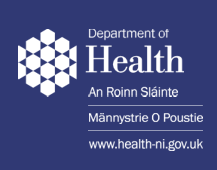 Department of
Health
An Roinn Sláinte
Männystrie O Poustie
www.health-ni.gov.uk